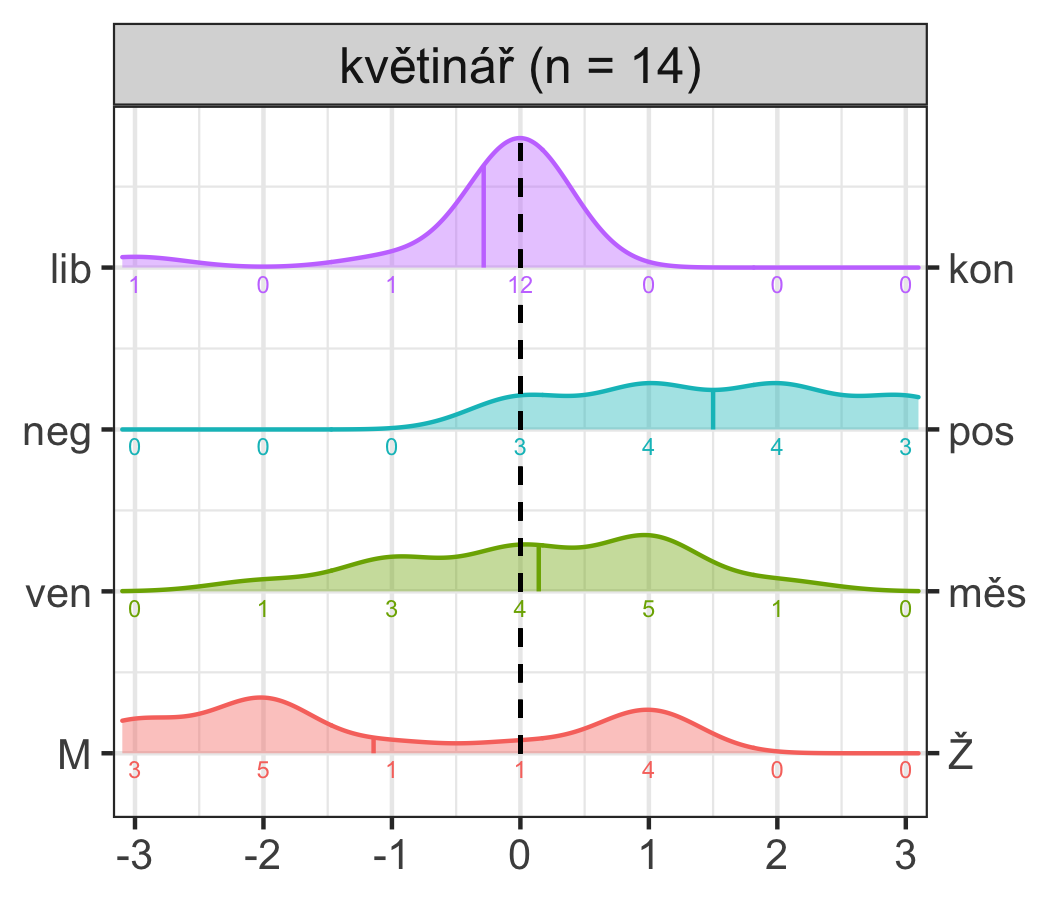 květinář (n = 14)
lib kon
1 0 1 12 0 0 0
neg pos
0 0 0 3 4 4 3
ven měs
0 1 3 4 5 1 0
M Ž
3 5 1 1 4 0 0
-3 -2 -1 0 1 2 3